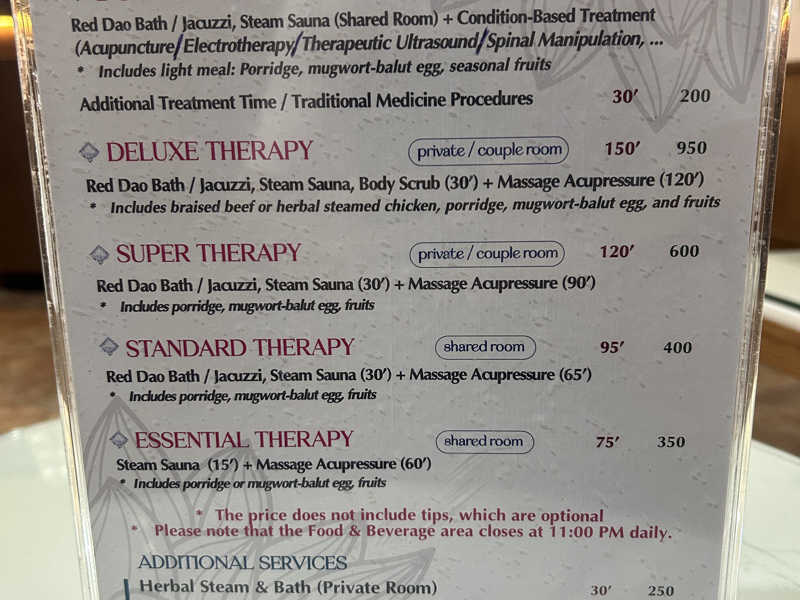 Red Dao Bath / Jacuzzi, Steam Sauna (Shared Room) + Condition-Based Treatment
(Acupuncture/Electrotherapy/Therapeutic Ultrasound/Spinal Manipulation, ...
* Includes light meal: Porridge, mugwort-balut egg, seasonal fruits
Additional Treatment Time / Traditional Medicine Procedures 30' 200
DELUXE THERAPY private / couple room 150' 950
Red Dao Bath / Jacuzzi, Steam Sauna, Body Scrub (30') + Massage Acupressure (120')
* Includes braised beef or herbal steamed chicken, porridge, mugwort-balut egg, and fruits
SUPER THERAPY private / couple room 120' 600
Red Dao Bath / Jacuzzi, Steam Sauna (30') + Massage Acupressure (90')
* Includes porridge, mugwort-balut egg, fruits
STANDARD THERAPY shared room 95' 400
Red Dao Bath / Jacuzzi, Steam Sauna (30') + Massage Acupressure (65')
* Includes porridge, mugwort-balut egg, fruits
ESSENTIAL THERAPY shared room 75' 350
Steam Sauna (15') + Massage Acupressure (60')
* Includes porridge or mugwort-balut egg, fruits
* The price does not include tips, which are optional
* Please note that the Food & Beverage area closes at 11:00 PM daily.
ADDITIONAL SERVICES
Herbal Steam & Bath (Private Room) 30' 250